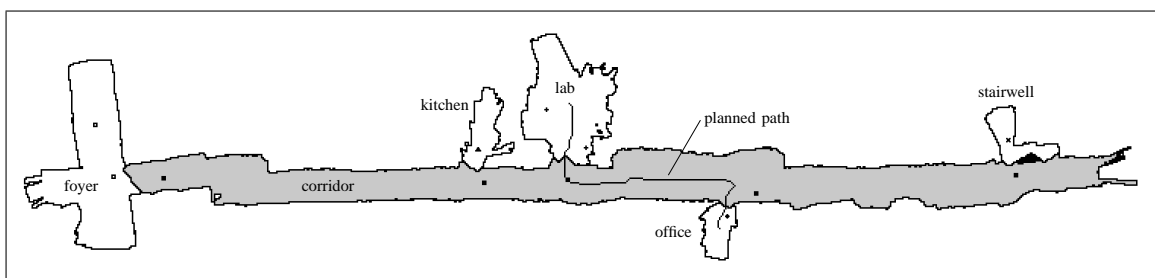 lab
stairwell
kitchen
planned path
foyer
corridor
office